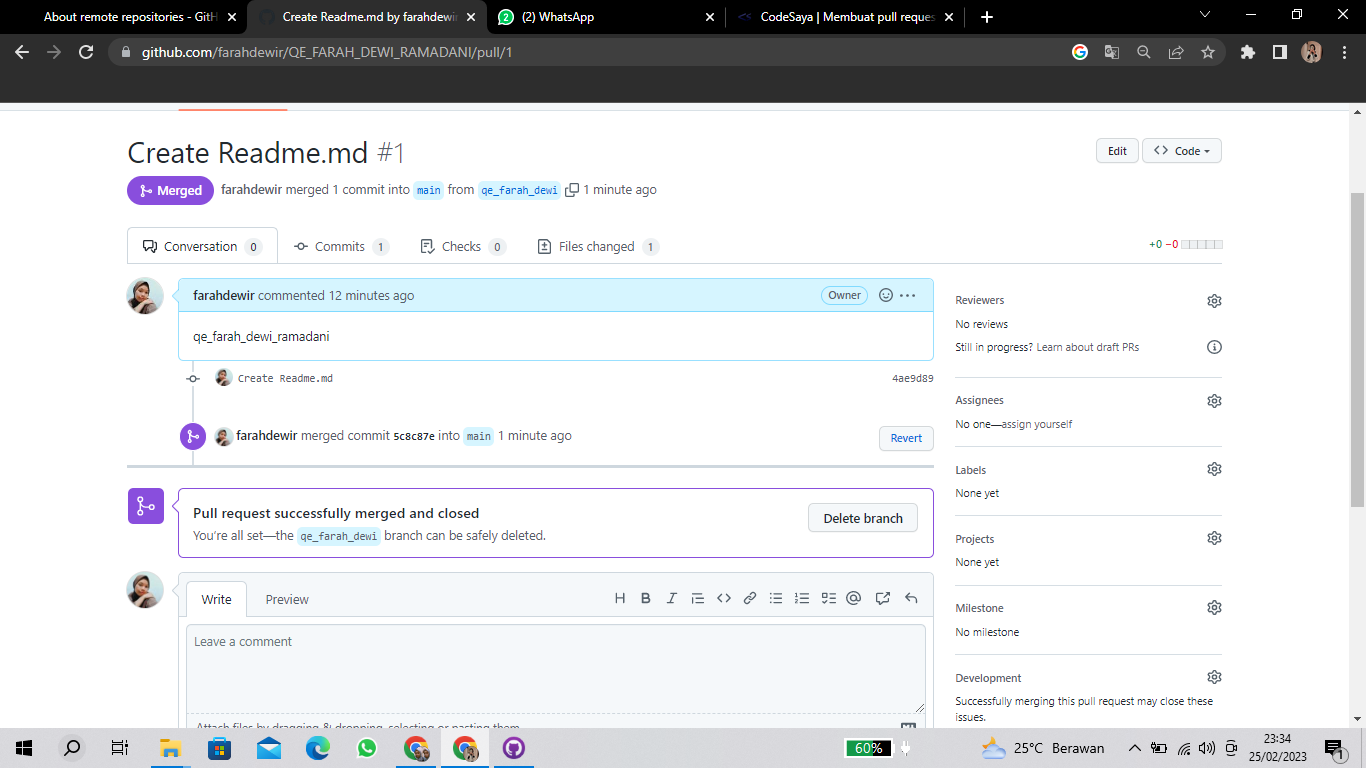 About remote repositories - GitH
Create Readme.md by farahdewi
(2) WhatsApp
CodeSaya | Membuat pull reques
github.com/farahdewir/QE_FARAH_DEWI_RAMADANI/pull/1
Create Readme.md #1
Edit
Code
Merged
farahdewir merged 1 commit into main from qe_farah_dewi 1 minute ago
Conversation 0
Commits 1
Checks 0
Files changed 1
+0 −0
farahdewir commented 12 minutes ago
Owner
qe_farah_dewi_ramadani
Create Readme.md
4ae9d89
farahdewir merged commit 5c8c87e into main 1 minute ago
Revert
Pull request successfully merged and closed
You're all set—the qe_farah_dewi branch can be safely deleted.
Delete branch
Write
Preview
Leave a comment
Attach files by dragging & dropping, selecting or pasting them.
Reviewers
No reviews
Still in progress? Learn about draft PRs
Assignees
No one—assign yourself
Labels
None yet
Projects
None yet
Milestone
No milestone
Development
Successfully merging this pull request may close these
issues.
60%
25°C Berawan
23:34
25/02/2023
1